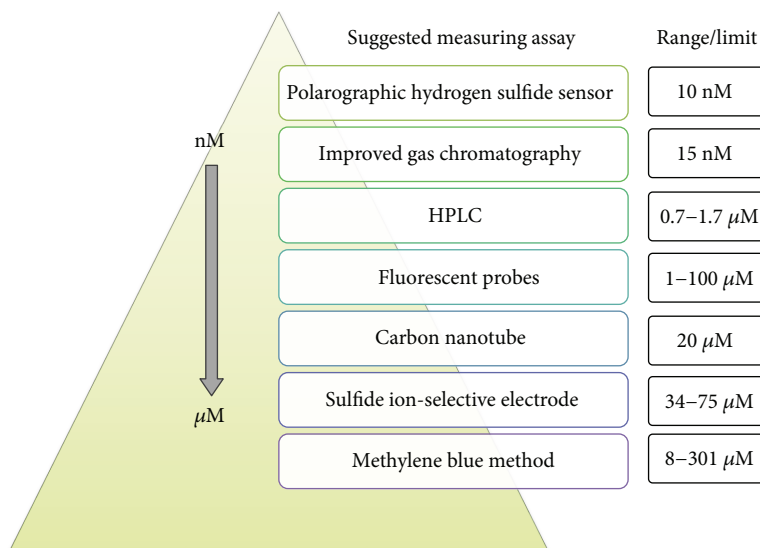 Suggested measuring assay Range/limit
Polarographic hydrogen sulfide sensor 10 nM
nM
Improved gas chromatography 15 nM
HPLC 0.7–1.7 μM
Fluorescent probes 1–100 μM
Carbon nanotube 20 μM
Sulfide ion-selective electrode 34–75 μM
μM
Methylene blue method 8–301 μM